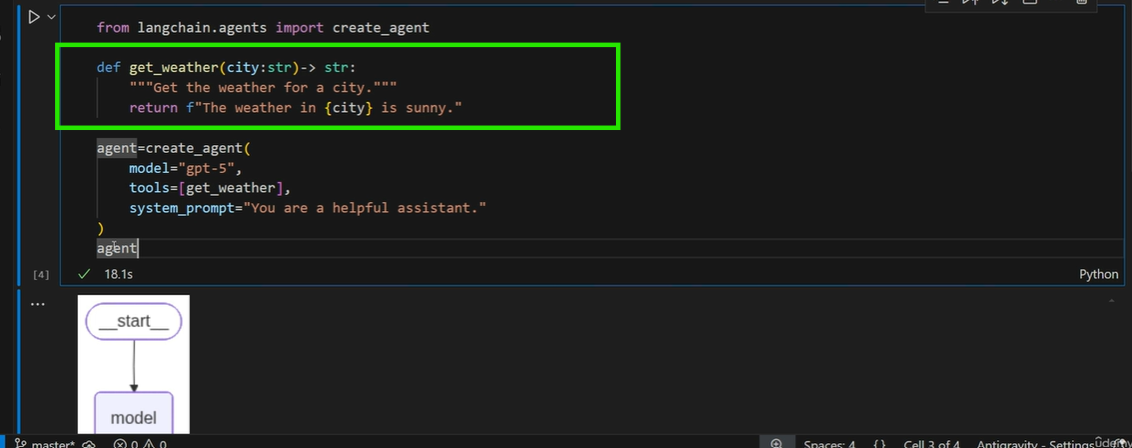 from langchain.agents import create_agent
def get_weather(city:str)-> str:
"""Get the weather for a city."""
return f"The weather in {city} is sunny."
agent=create_agent(
model="gpt-5",
tools=[get_weather],
system_prompt="You are a helpful assistant."
)
agent
[4] 18.1s Python
...
__start__
model
master* 0 0 Spaces: 4 {} Cell 3 of 4 Antigravity - Settings